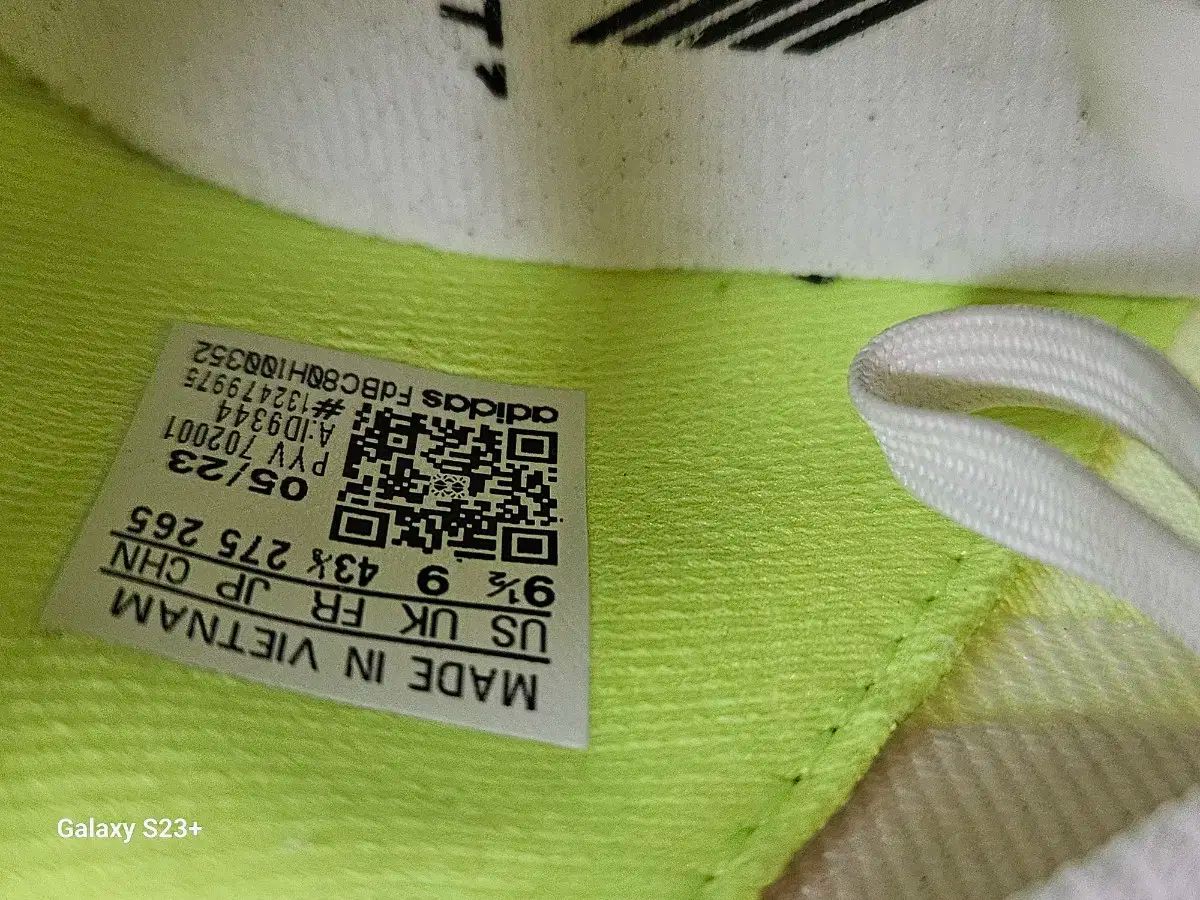 MADE IN VIETNAM
US UK FR JP CHN
9½ 9 43⅓ 275 265
05/23
PYV 702001
A:ID9344
#132479975
adidas FdBC80H100352
Galaxy S23+